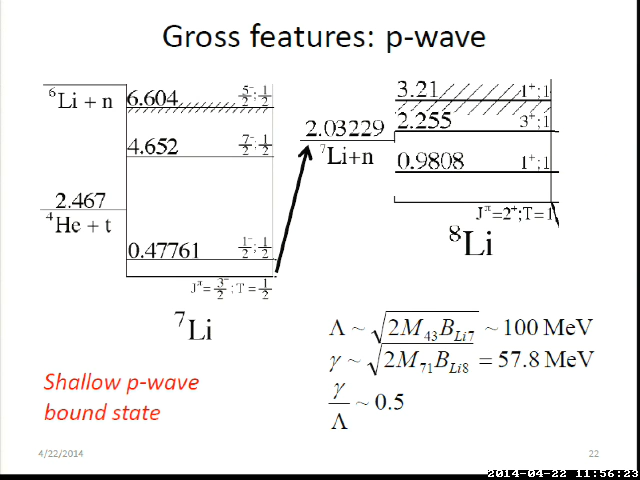 Gross features: p-wave
⁶Li + n
6.604
5⁻/2;1/2
4.652
7⁻/2;1/2
2.467
⁴He + t
0.47761
1⁻/2;1/2
Jπ=3⁻/2;T=1/2
⁷Li
2.03229
⁷Li+n
3.21
1⁺;1
2.255
3⁺;1
0.9808
1⁺;1
Jπ=2⁺;T=1
⁸Li
Λ ~ √2M₄₃B_Li7 ~ 100 MeV
γ ~ √2M₇₁B_Li8 = 57.8 MeV
γ/Λ ~ 0.5
Shallow p-wave
bound state
4/22/2014
22
2014-04-22 11:56:23